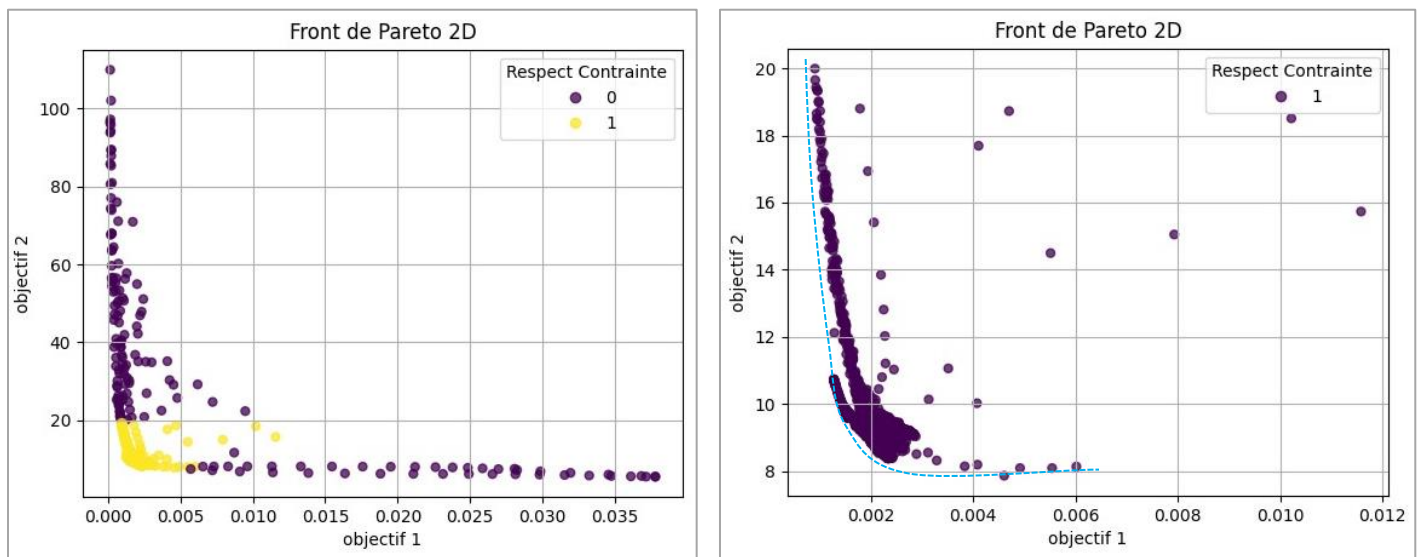 Front de Pareto 2D
Respect Contrainte
0
1
100
80
60
40
20
objectif 2
0.000 0.005 0.010 0.015 0.020 0.025 0.030 0.035
objectif 1
Front de Pareto 2D
Respect Contrainte
1
20
18
16
14
12
10
8
objectif 2
0.002 0.004 0.006 0.008 0.010 0.012
objectif 1